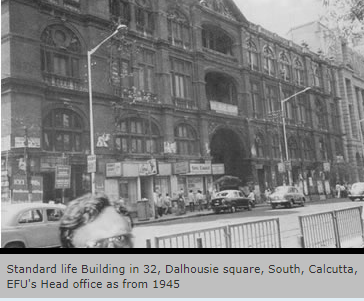 Standard life Building in 32, Dalhousie square, South, Calcutta,
EFU's Head office as from 1945